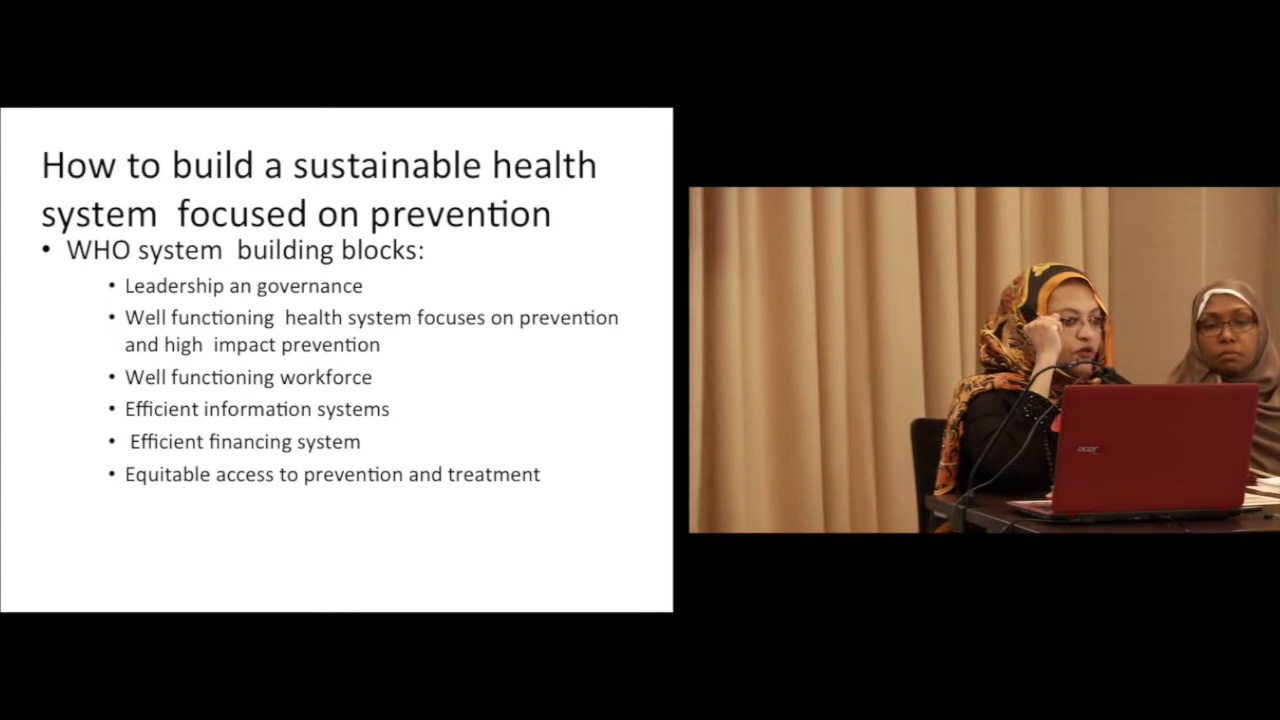 How to build a sustainable health
system  focused on prevention
• WHO system  building blocks:
• Leadership an governance
• Well functioning  health system focuses on prevention
and high  impact prevention
• Well functioning workforce
• Efficient information systems
•  Efficient financing system
• Equitable access to prevention and treatment
acer